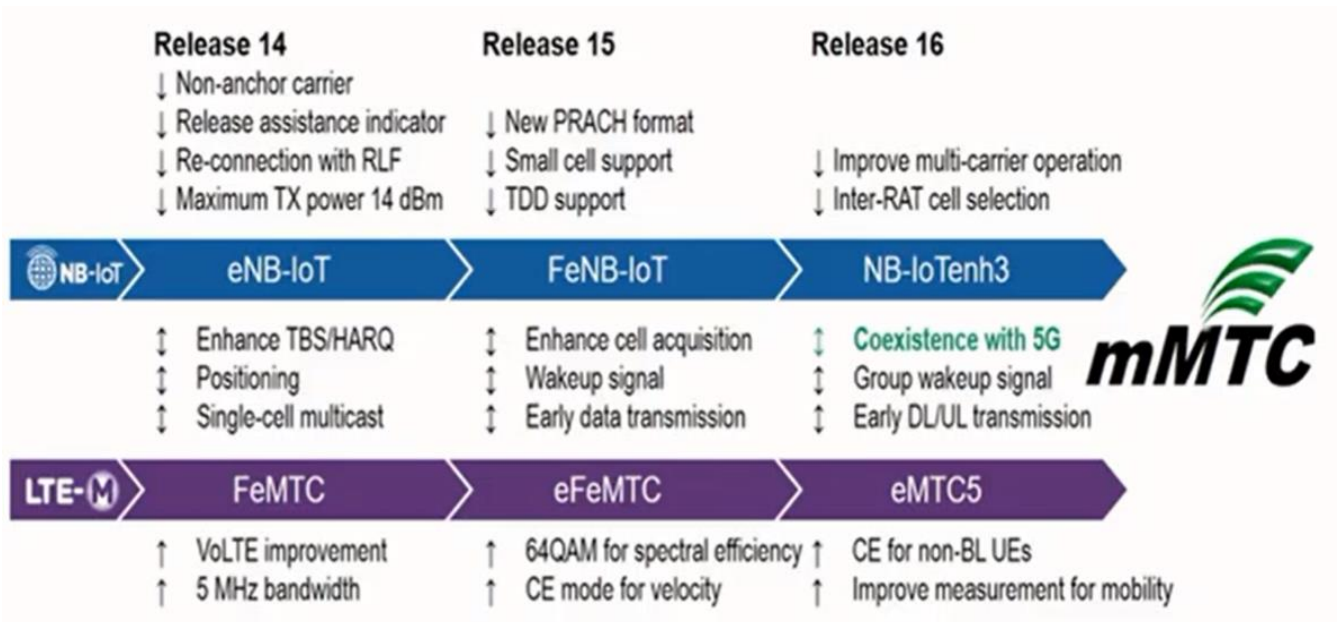 Release 14 Release 15 Release 16
↓ Non-anchor carrier
↓ Release assistance indicator ↓ New PRACH format
↓ Re-connection with RLF ↓ Small cell support ↓ Improve multi-carrier operation
↓ Maximum TX power 14 dBm ↓ TDD support ↓ Inter-RAT cell selection
NB-IoT eNB-IoT FeNB-IoT NB-IoTenh3
↕ Enhance TBS/HARQ ↕ Enhance cell acquisition ↕ Coexistence with 5G
↕ Positioning ↕ Wakeup signal ↕ Group wakeup signal
↕ Single-cell multicast ↕ Early data transmission ↕ Early DL/UL transmission
mMTC
LTE-M FeMTC eFeMTC eMTC5
↑ VoLTE improvement ↑ 64QAM for spectral efficiency ↑ CE for non-BL UEs
↑ 5 MHz bandwidth ↑ CE mode for velocity ↑ Improve measurement for mobility